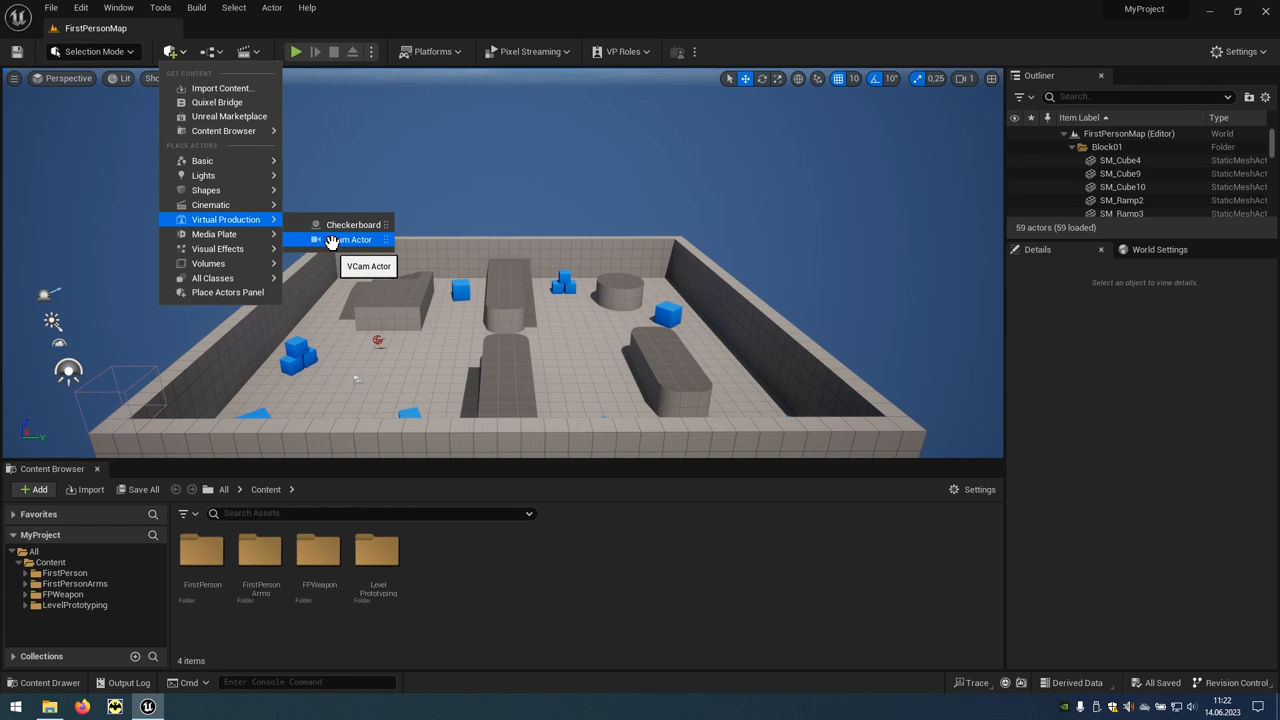 File Edit Window Tools Build Select Actor Help
MyProject
FirstPersonMap
Selection Mode
Platforms
Pixel Streaming
VP Roles
Settings
Perspective
Lit
Sho
10
10°
0,25
1
GET CONTENT
Import Content...
Quixel Bridge
Unreal Marketplace
Content Browser
PLACE ACTORS
Basic
Lights
Shapes
Cinematic
Virtual Production
Media Plate
Visual Effects
Volumes
All Classes
Place Actors Panel
Checkerboard
Actor
VCam Actor
Outliner
Search...
Item Label
Type
FirstPersonMap (Editor) World
Block01 Folder
SM_Cube4 StaticMeshAct
SM_Cube9 StaticMeshAct
SM_Cube10 StaticMeshAct
SM_Ramp2 StaticMeshAct
SM_Ramp3 StaticMeshAct
59 actors (59 loaded)
Details
World Settings
Select an object to view details.
Z
Y
Content Browser
Add
Import
Save All
All
Content
Settings
Favorites
Search Assets
MyProject
All
Content
FirstPerson
FirstPersonArms
FPWeapon
LevelPrototyping
FirstPerson
Folder
FirstPerson
Arms
Folder
FPWeapon
Folder
Level
Prototyping
Folder
Collections
4 items
Content Drawer
Output Log
Cmd
Enter Console Command
Trace
Derived Data
All Saved
Revision Control
11:22
14.06.2023